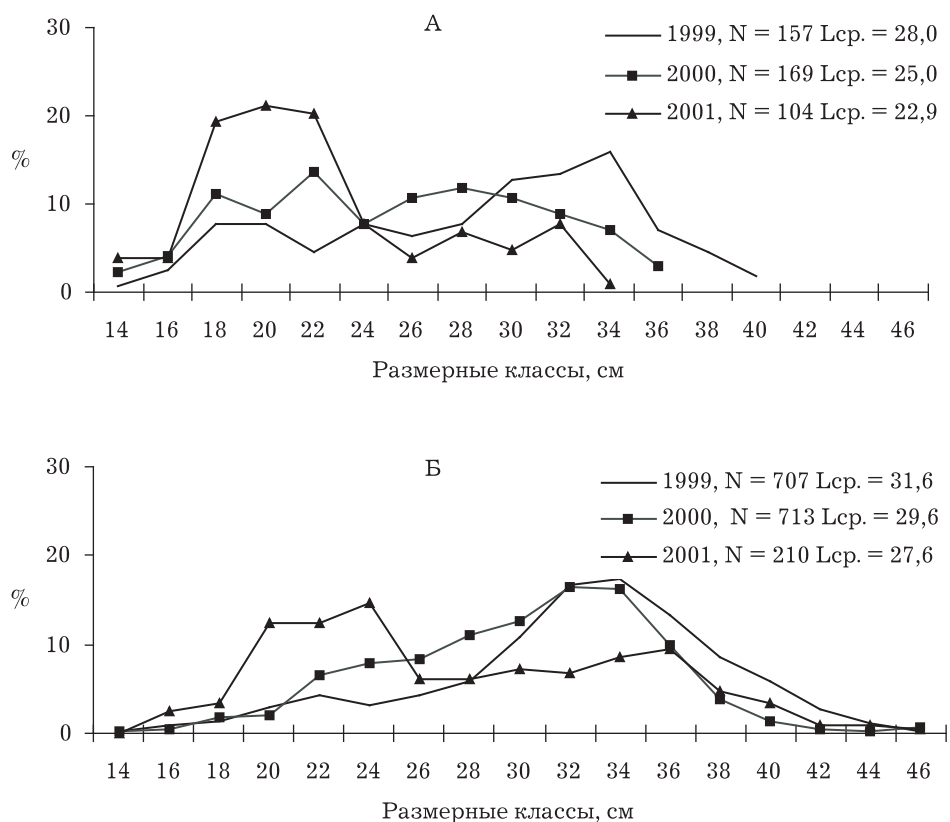 А
30
20
10
0
%
1999, N = 157 Lср. = 28,0
2000, N = 169 Lср. = 25,0
2001, N = 104 Lср. = 22,9
14 16 18 20 22 24 26 28 30 32 34 36 38 40 42 44 46
Размерные классы, см
Б
30
20
10
0
%
1999, N = 707 Lср. = 31,6
2000, N = 713 Lср. = 29,6
2001, N = 210 Lср. = 27,6
14 16 18 20 22 24 26 28 30 32 34 36 38 40 42 44 46
Размерные классы, см